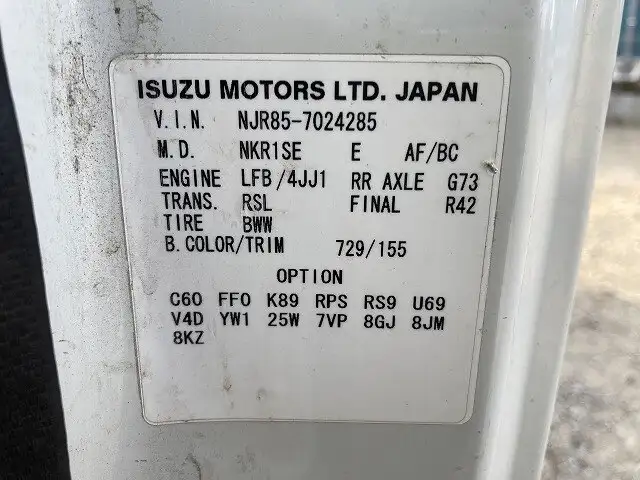 ISUZU MOTORS LTD. JAPAN
V.I.N. NJR85-7024285
M.D. NKR1SE E AF/BC
ENGINE LFB/4JJ1 RR AXLE G73
TRANS. RSL FINAL R42
TIRE BWW
B.COLOR/TRIM 729/155
OPTION
C60 FF0 K89 RPS RS9 U69
V4D YW1 25W 7VP 8GJ 8JM
8KZ